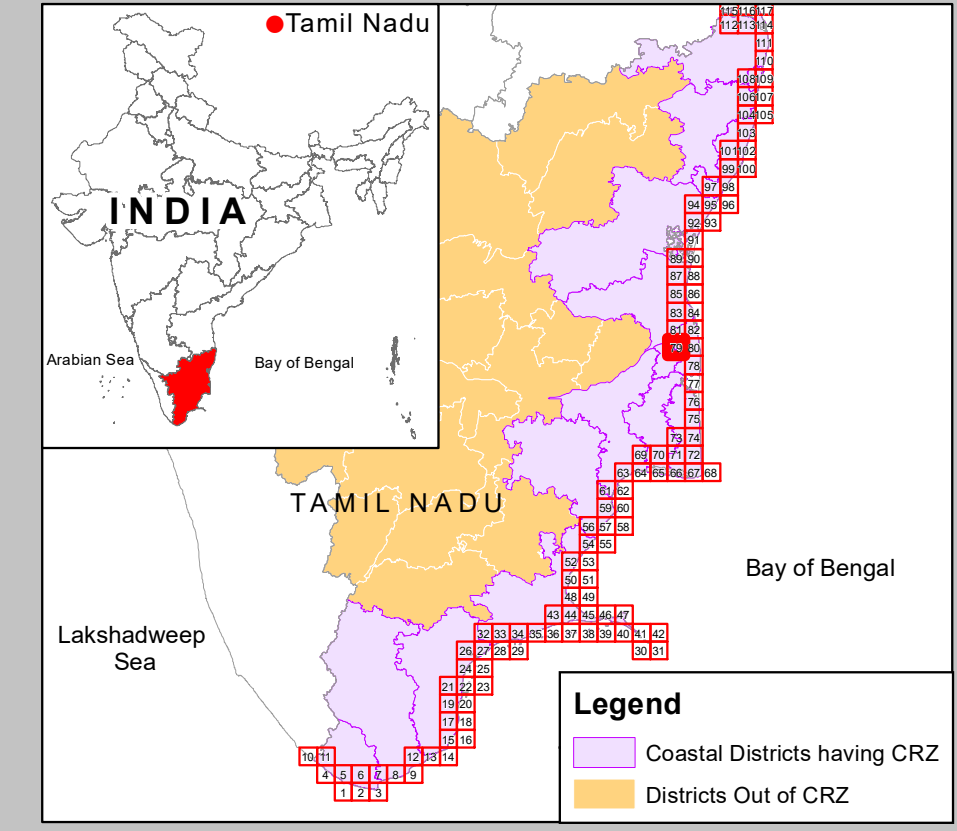 Tamil Nadu
INDIA
Arabian Sea
Bay of Bengal
115 116 117
112 113 114
111
110
108 109
106 107
104 105
103
101 102
99 100
97 98
94 95 96
92 93
91
89 90
87 88
85 86
83 84
81 82
79 80
78
77
76
75
73 74
69 70 71 72
63 64 65 66 67 68
61 62
TAMIL NADU
59 60
56 57 58
54 55
52 53
Bay of Bengal
50 51
48 49
43 44 45 46 47
Lakshadweep
Sea
32 33 34 35 36 37 38 39 40 41 42
26 27 28 29 30 31
24 25
21 22 23
19 20
17 18
15 16
10 11 12 13 14
4 5 6 7 8 9
1 2 3
Legend
Coastal Districts having CRZ
Districts Out of CRZ